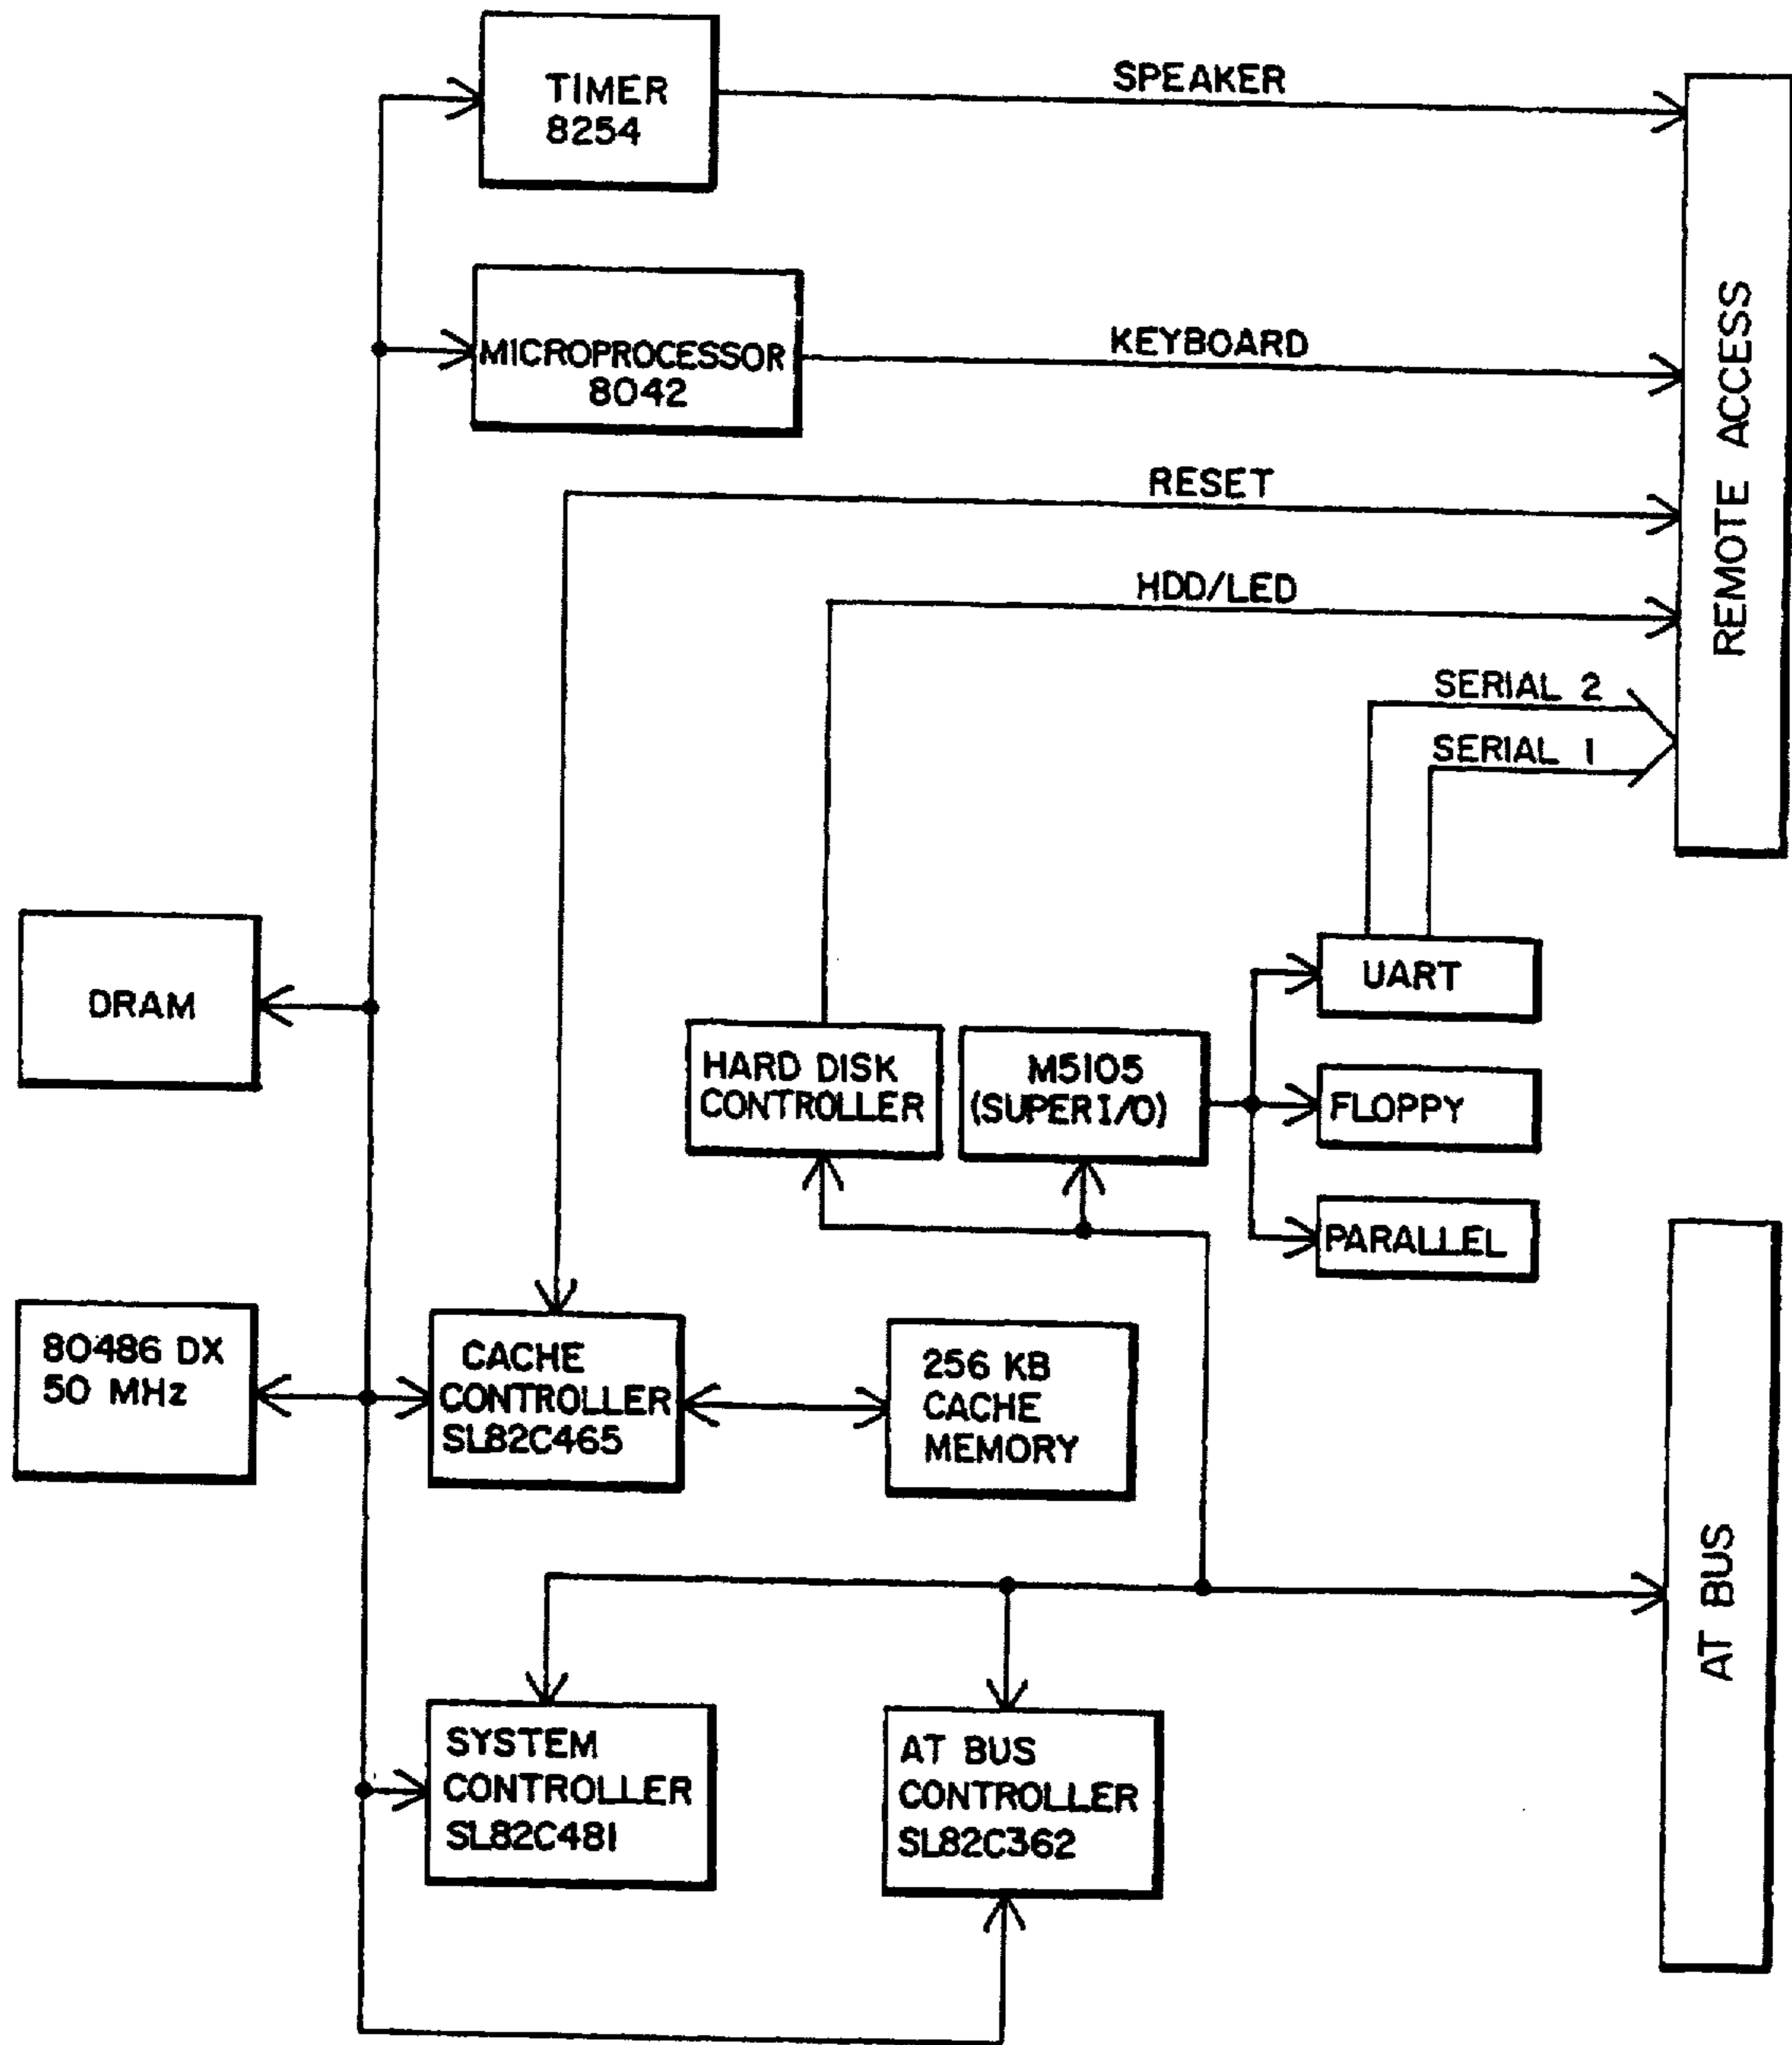 TIMER
8254
SPEAKER
MICROPROCESSOR
8042
KEYBOARD
RESET
HDD/LED
SERIAL 2
SERIAL 1
REMOTE ACCESS
DRAM
HARD DISK
CONTROLLER
M5105
(SUPERI/O)
UART
FLOPPY
PARALLEL
80486 DX
50 MHz
CACHE
CONTROLLER
SL82C465
256 KB
CACHE
MEMORY
AT BUS
SYSTEM
CONTROLLER
SL82C481
AT BUS
CONTROLLER
SL82C362